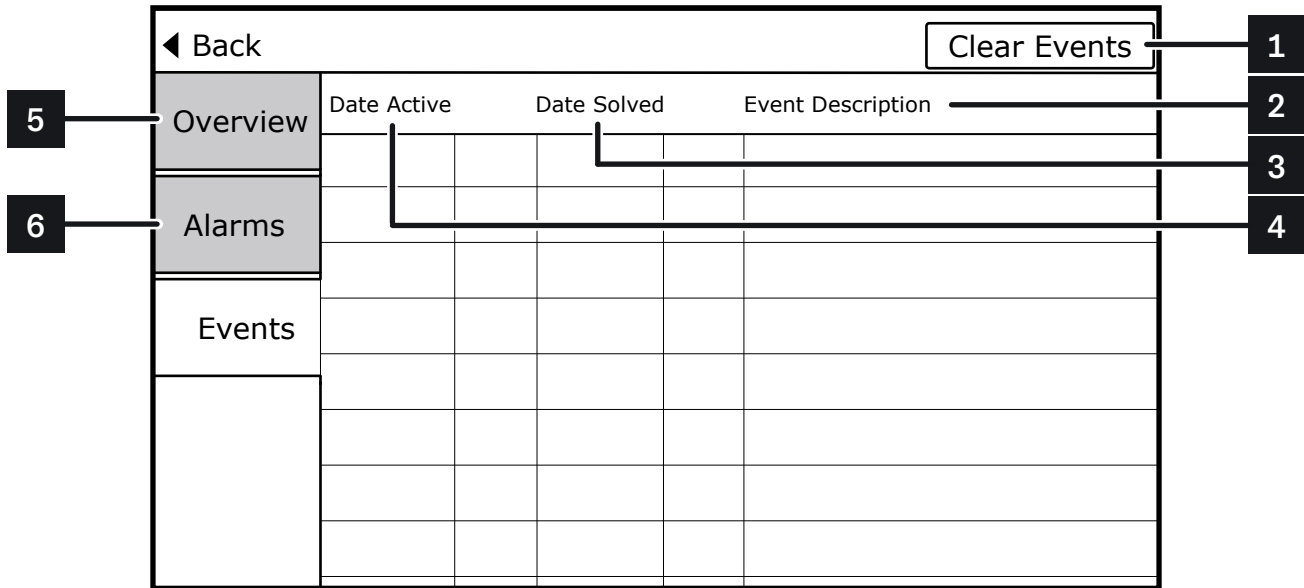 ◀ Back
Clear Events
1
Date Active
Date Solved
Event Description
2
5
Overview
3
6
Alarms
4
Events